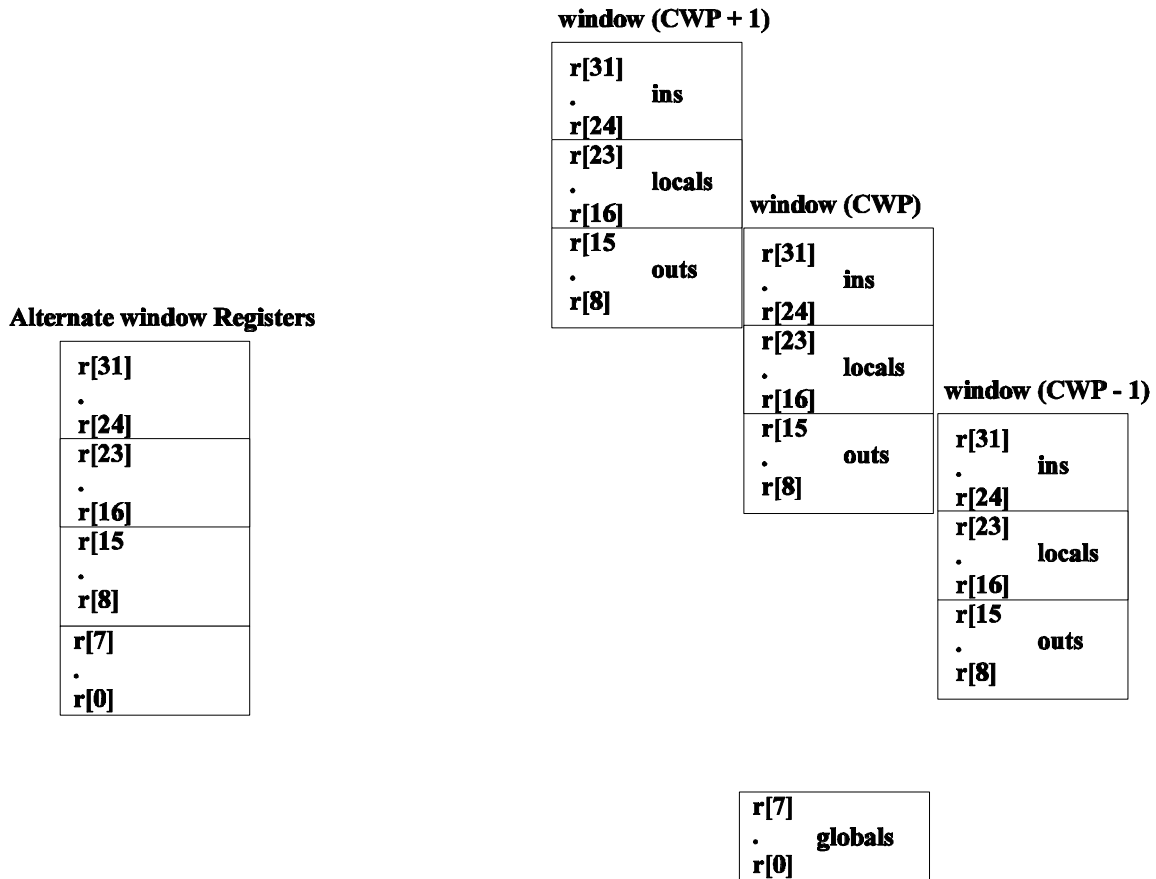 window (CWP + 1)
r[31]
. ins
r[24]
r[23]
. locals
r[16]
r[15
. outs
r[8]
window (CWP)
r[31]
. ins
r[24]
r[23]
. locals
r[16]
r[15
. outs
r[8]
window (CWP - 1)
r[31]
. ins
r[24]
r[23]
. locals
r[16]
r[15
. outs
r[8]
Alternate window Registers
r[31]
.
r[24]
r[23]
.
r[16]
r[15
.
r[8]
r[7]
.
r[0]
r[7]
. globals
r[0]